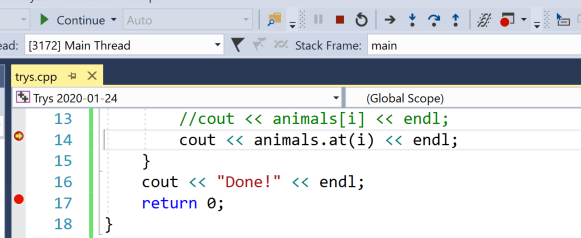 Continue Auto
ead: [3172] Main Thread Stack Frame: main
trys.cpp
Trys 2020-01-24 (Global Scope)
13 //cout << animals[i] << endl;
14 cout << animals.at(i) << endl;
15 }
16 cout << "Done!" << endl;
17 return 0;
18 }